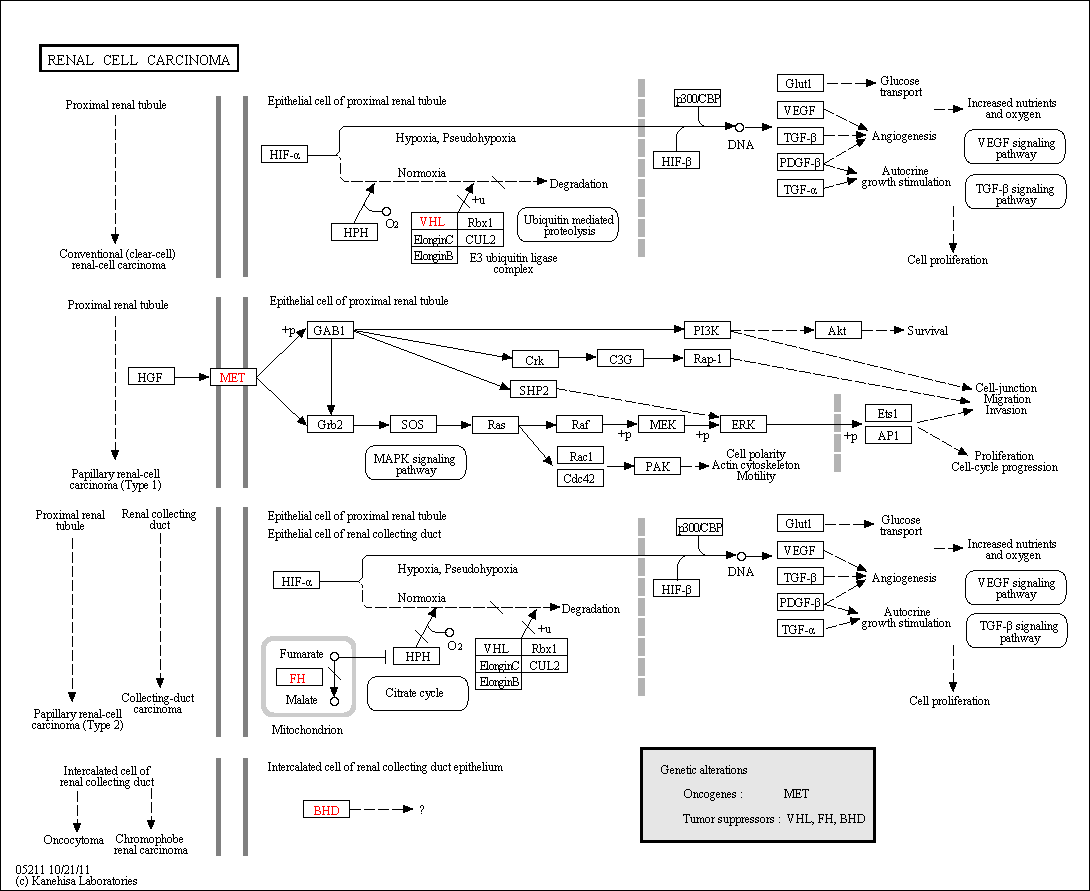 RENAL CELL CARCINOMA
Proximal renal tubule
Conventional (clear-cell)
renal-cell carcinoma
Epithelial cell of proximal renal tubule
HIF-α
Hypoxia, Pseudohypoxia
Normoxia
Degradation
HPH
O2
+u
VHL
Rbx1
ElonginC
CUL2
ElonginB
E3 ubiquitin ligase
complex
Ubiquitin mediated
proteolysis
p300/CBP
HIF-β
DNA
Glut1
VEGF
TGF-β
PDGF-β
TGF-α
Glucose
transport
Angiogenesis
Autocrine
growth stimulation
Increased nutrients
and oxygen
VEGF signaling
pathway
TGF-β signaling
pathway
Cell proliferation
Proximal renal tubule
Papillary renal-cell
carcinoma (Type 1)
Epithelial cell of proximal renal tubule
HGF
MET
+p
GAB1
PI3K
Akt
Survival
Crk
C3G
Rap-1
SHP2
Grb2
SOS
Ras
Raf
+p
MEK
+p
ERK
+p
Ets1
AP1
Cell-junction
Migration
Invasion
Proliferation
Cell-cycle progression
MAPK signaling
pathway
Rac1
Cdc42
PAK
Cell polarity
Actin cytoskeleton
Motility
Proximal renal
tubule
Renal collecting
duct
Papillary renal-cell
carcinoma (Type 2)
Collecting-duct
carcinoma
Epithelial cell of proximal renal tubule
Epithelial cell of renal collecting duct
HIF-α
Hypoxia, Pseudohypoxia
Normoxia
Degradation
HPH
O2
+u
VHL
Rbx1
ElonginC
CUL2
ElonginB
Fumarate
FH
Malate
Mitochondrion
Citrate cycle
p300/CBP
HIF-β
DNA
Glut1
VEGF
TGF-β
PDGF-β
TGF-α
Glucose
transport
Angiogenesis
Autocrine
growth stimulation
Increased nutrients
and oxygen
VEGF signaling
pathway
TGF-β signaling
pathway
Cell proliferation
Intercalated cell of
renal collecting duct
Oncocytoma
Chromophobe
renal carcinoma
Intercalated cell of renal collecting duct epithelium
BHD
?
Genetic alterations
Oncogenes : MET
Tumor suppressors : VHL, FH, BHD
05211 10/21/11
(c) Kanehisa Laboratories